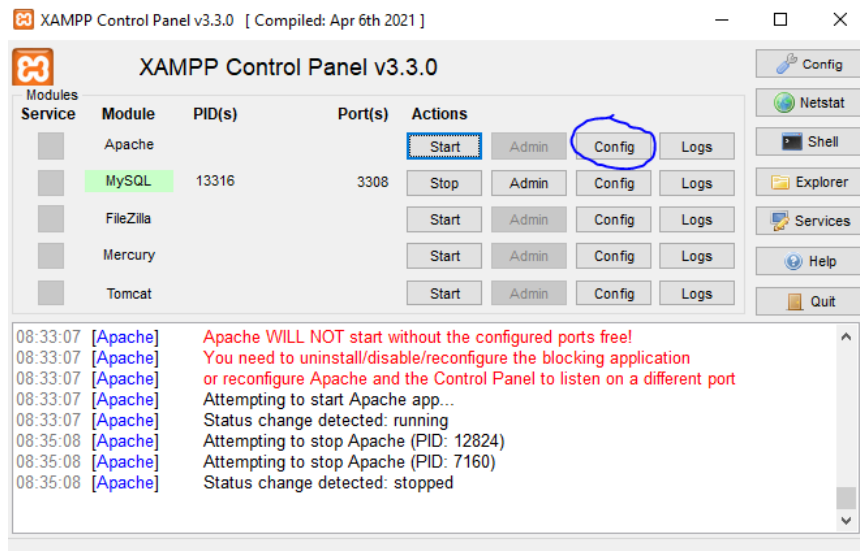 XAMPP Control Panel v3.3.0 [ Compiled: Apr 6th 2021 ]
XAMPP Control Panel v3.3.0
Config
Modules
Service Module PID(s) Port(s) Actions
Netstat
Apache Start Admin Config Logs
Shell
MySQL 13316 3308 Stop Admin Config Logs
Explorer
FileZilla Start Admin Config Logs
Services
Mercury Start Admin Config Logs
Help
Tomcat Start Admin Config Logs
Quit
08:33:07 [Apache] Apache WILL NOT start without the configured ports free!
08:33:07 [Apache] You need to uninstall/disable/reconfigure the blocking application
08:33:07 [Apache] or reconfigure Apache and the Control Panel to listen on a different port
08:33:07 [Apache] Attempting to start Apache app...
08:33:07 [Apache] Status change detected: running
08:35:08 [Apache] Attempting to stop Apache (PID: 12824)
08:35:08 [Apache] Attempting to stop Apache (PID: 7160)
08:35:08 [Apache] Status change detected: stopped